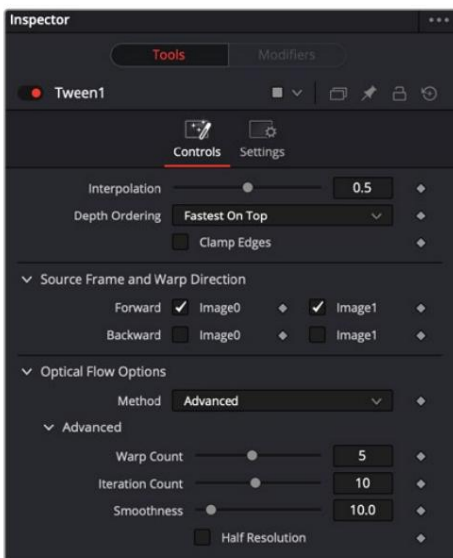 Inspector
Tools Modifiers
Tween1
Controls Settings
Interpolation 0.5
Depth Ordering Fastest On Top
Clamp Edges
Source Frame and Warp Direction
Forward Image0 Image1
Backward Image0 Image1
Optical Flow Options
Method Advanced
Advanced
Warp Count 5
Iteration Count 10
Smoothness 10.0
Half Resolution